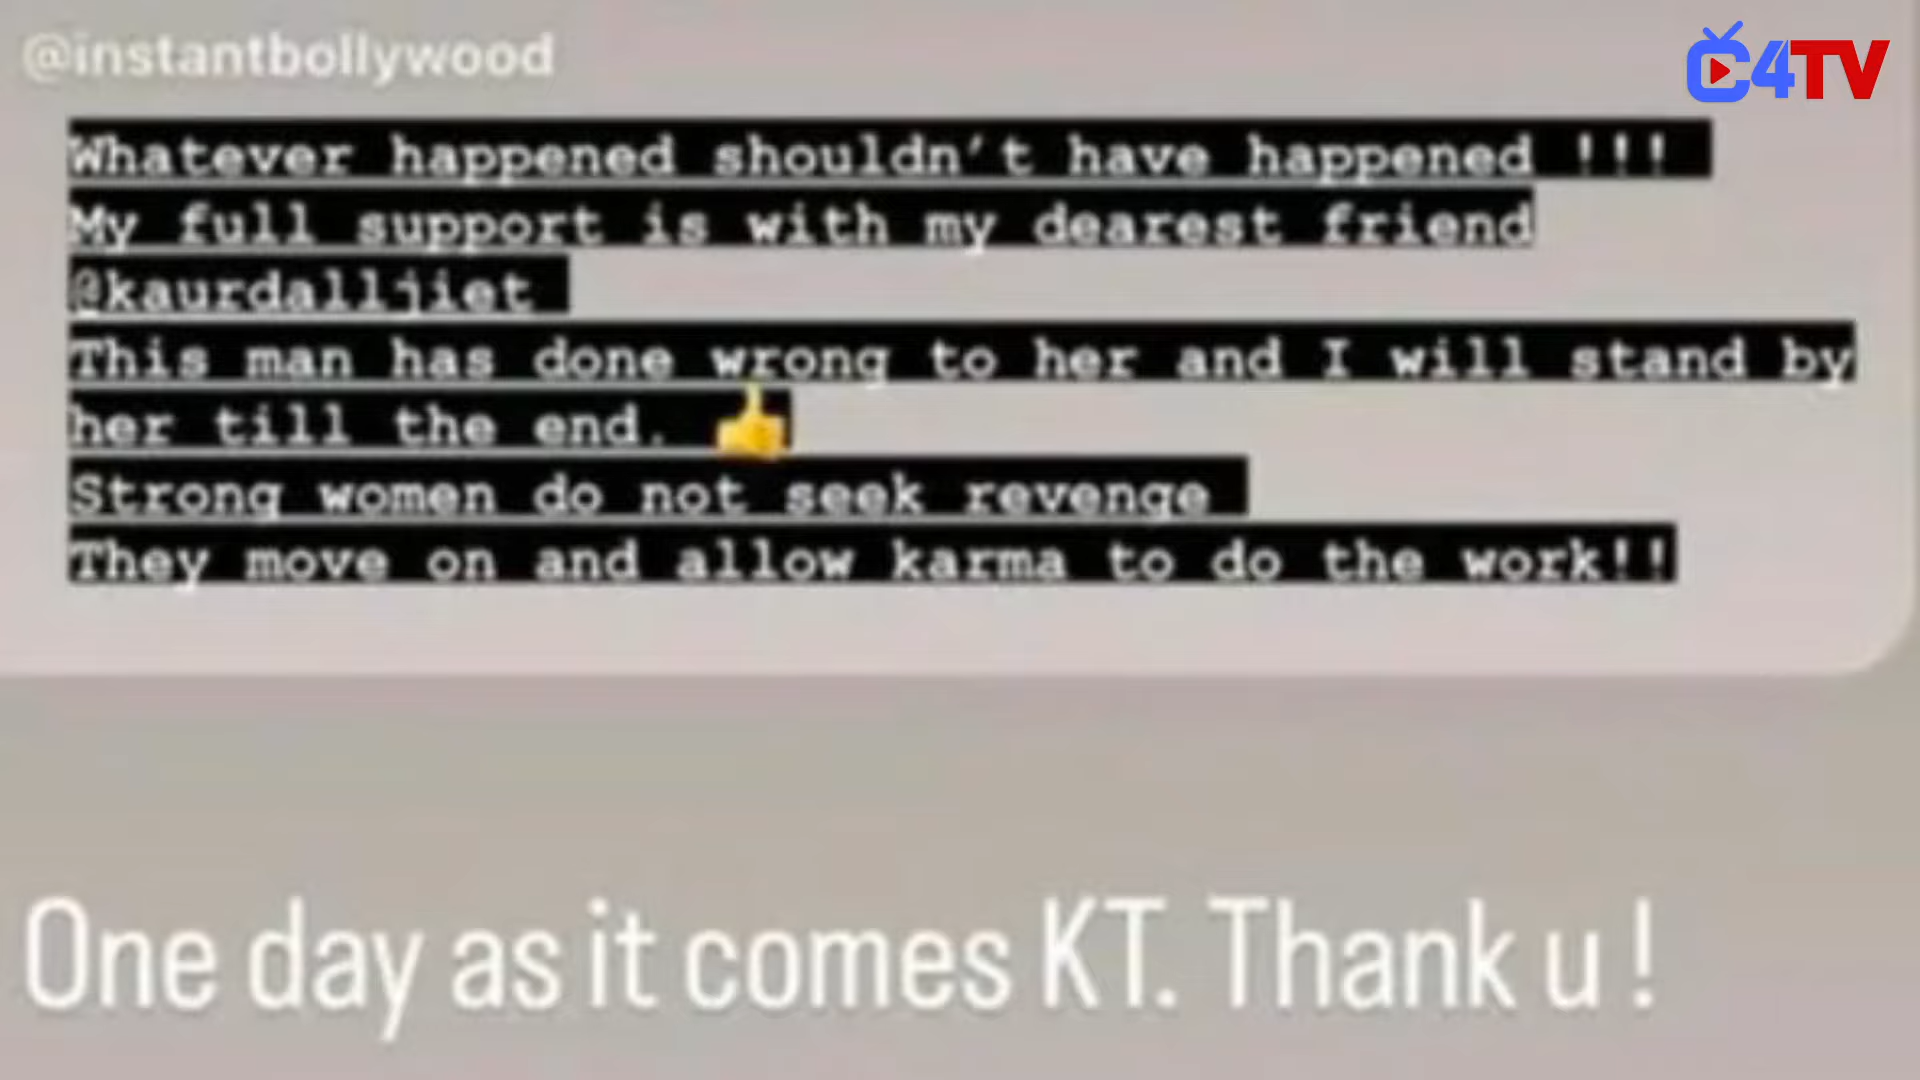 @instantbollywood
C4TV
Whatever happened shouldn't have happened !!!
My full support is with my dearest friend
@kaurdalljiet
This man has done wrong to her and I will stand by
her till the end. 👍
Strong women do not seek revenge
They move on and allow karma to do the work!!
One day as it comes KT. Thank u !